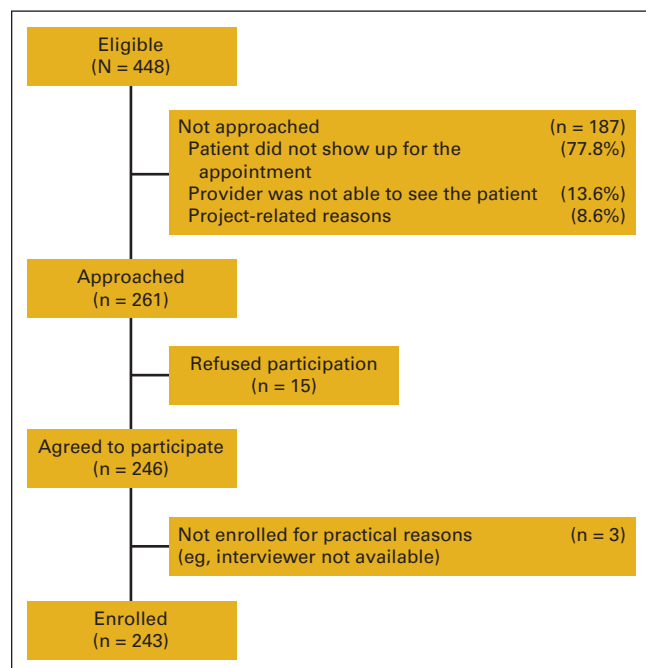 Eligible
(N = 448)
Not approached (n = 187)
Patient did not show up for the (77.8%)
appointment
Provider was not able to see the patient (13.6%)
Project-related reasons (8.6%)
Approached
(n = 261)
Refused participation
(n = 15)
Agreed to participate
(n = 246)
Not enrolled for practical reasons (n = 3)
(eg, interviewer not available)
Enrolled
(n = 243)